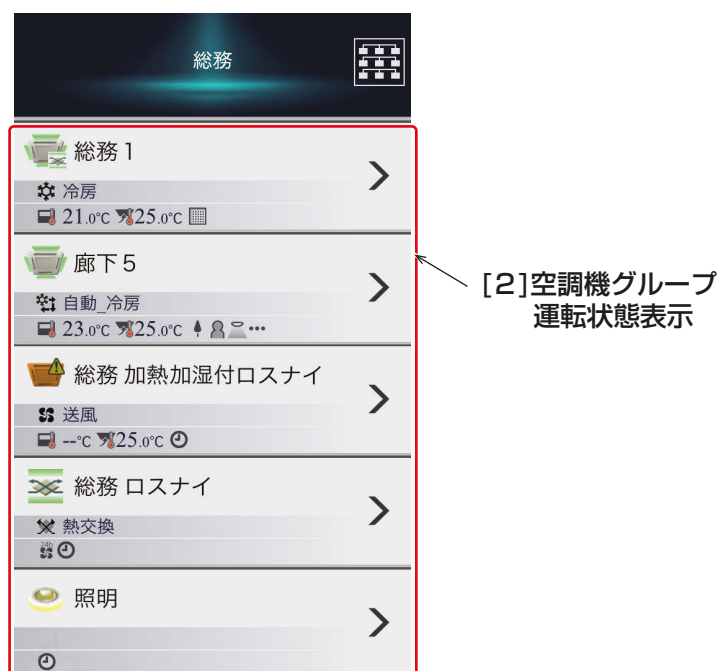 総務
総務1
冷房
21.0℃ 25.0℃
廊下5
自動_冷房
23.0℃ 25.0℃
総務 加熱加湿付ロスナイ
送風
--℃ 25.0℃
総務 ロスナイ
熱交換
24h
照明
[2]空調機グループ
運転状態表示